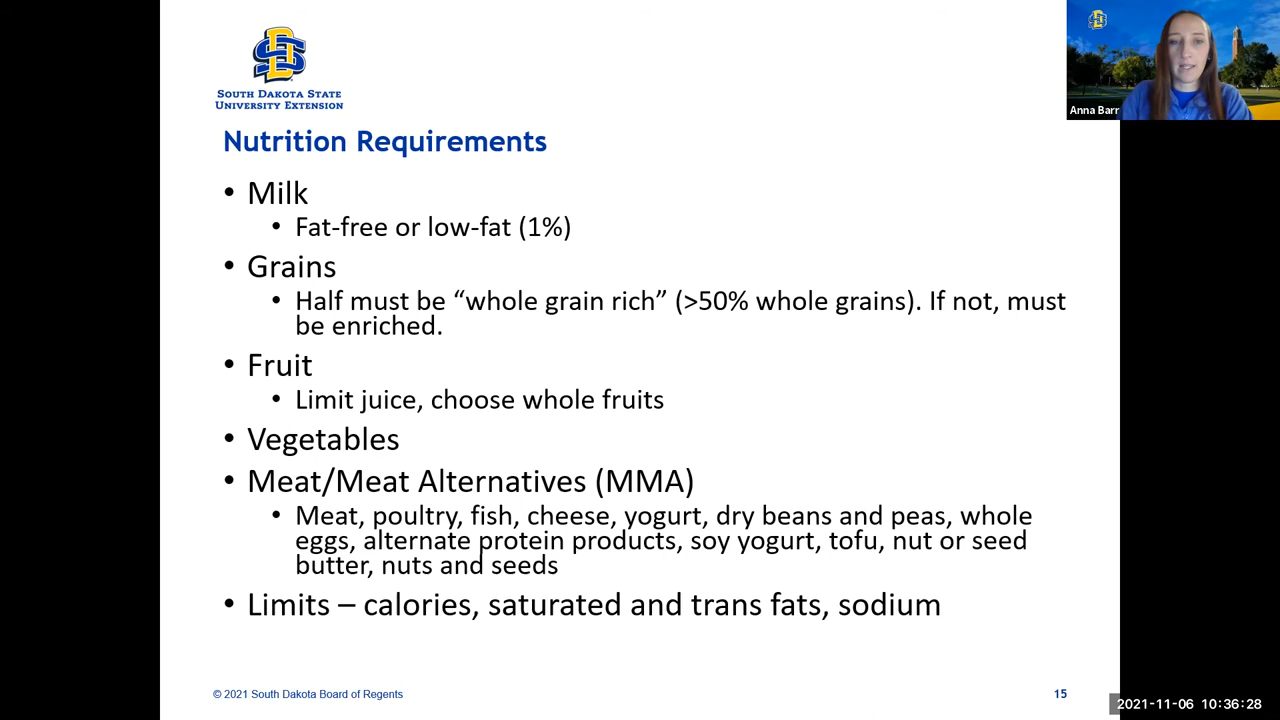 SOUTH DAKOTA STATE
UNIVERSITY EXTENSION
Anna Barr
Nutrition Requirements
• Milk
• Fat-free or low-fat (1%)
• Grains
• Half must be “whole grain rich” (>50% whole grains). If not, must
be enriched.
• Fruit
• Limit juice, choose whole fruits
• Vegetables
• Meat/Meat Alternatives (MMA)
• Meat, poultry, fish, cheese, yogurt, dry beans and peas, whole
eggs, alternate protein products, soy yogurt, tofu, nut or seed
butter, nuts and seeds
• Limits – calories, saturated and trans fats, sodium
© 2021 South Dakota Board of Regents
15
2021-11-06 10:36:28